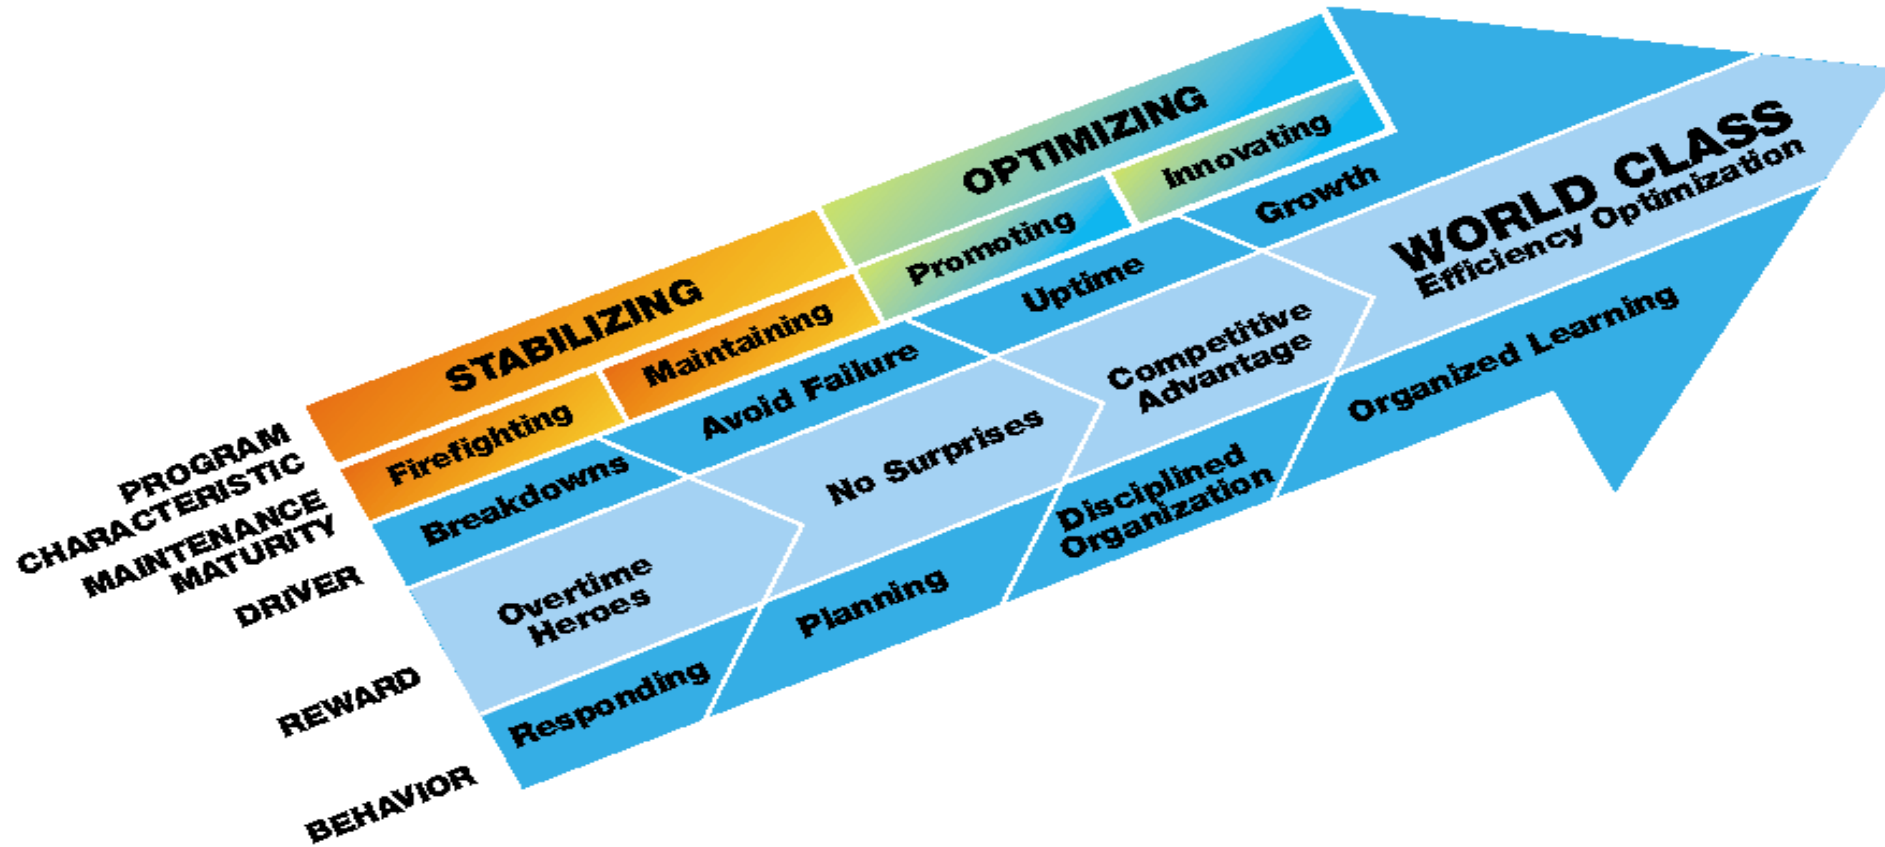 PROGRAM
CHARACTERISTIC
STABILIZING
OPTIMIZING
MAINTENANCE
MATURITY
Firefighting
Maintaining
Promoting
Innovating
DRIVER
Breakdowns
Avoid Failure
Uptime
Growth
REWARD
Overtime
Heroes
No Surprises
Competitive
Advantage
WORLD CLASS
Efficiency Optimization
BEHAVIOR
Responding
Planning
Disciplined
Organization
Organized Learning